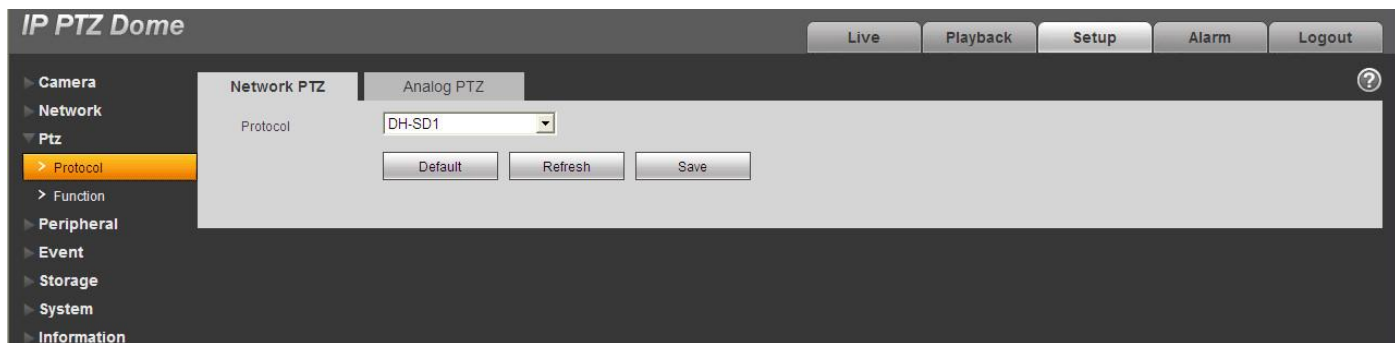 IP PTZ Dome
Live Playback Setup Alarm Logout
Camera
Network
Ptz
> Protocol
> Function
Peripheral
Event
Storage
System
Information
Network PTZ Analog PTZ
?
Protocol DH-SD1
Default Refresh Save